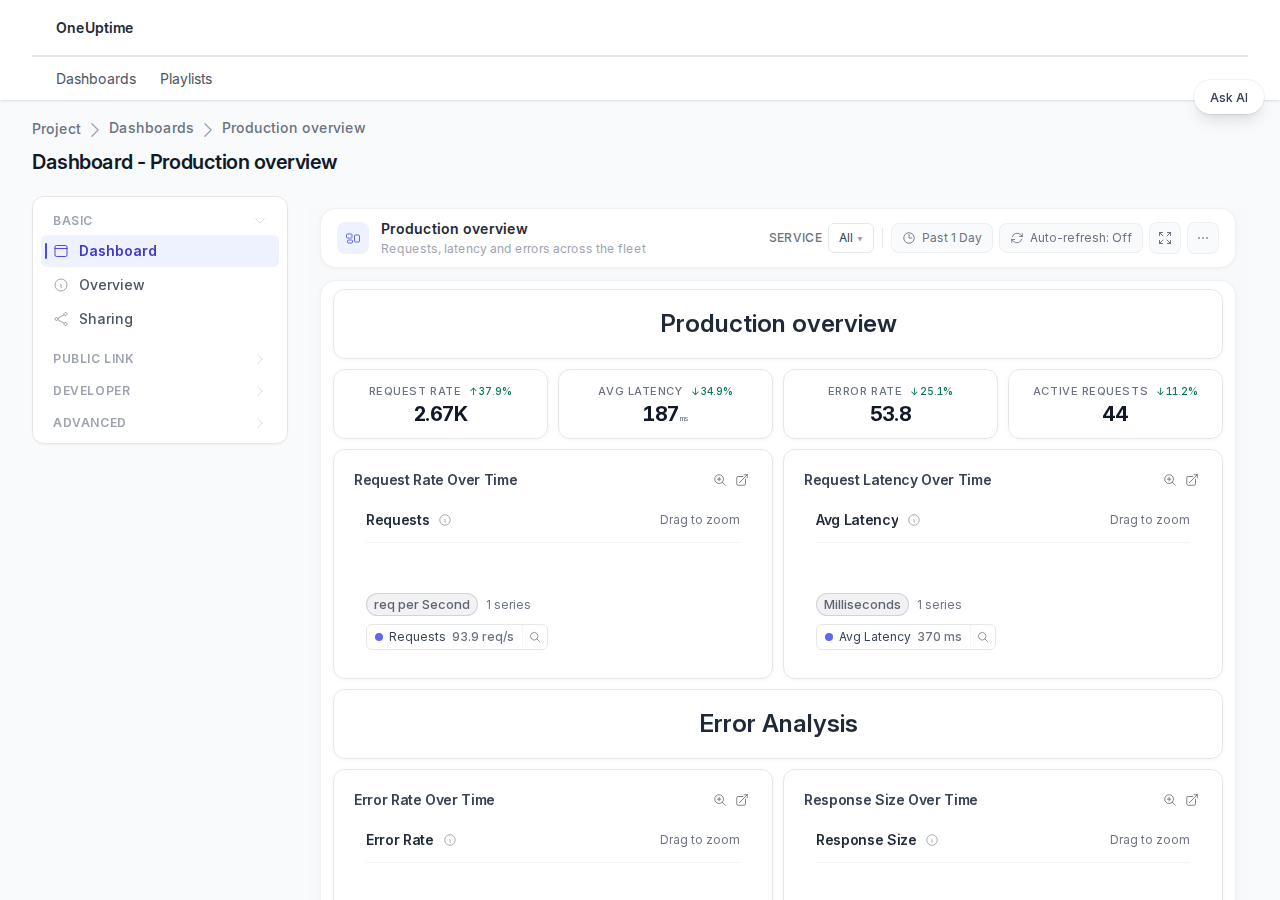 OneUptime
Dashboards Playlists
Ask AI
Project Dashboards Production overview
Dashboard - Production overview
BASIC
Dashboard
Overview
Sharing
PUBLIC LINK
DEVELOPER
ADVANCED
Production overview
Requests, latency and errors across the fleet
SERVICE All ▾ Past 1 Day Auto-refresh: Off
Production overview
REQUEST RATE ↑37.9%
2.67K
AVG LATENCY ↓34.9%
187 ms
ERROR RATE ↓25.1%
53.8
ACTIVE REQUESTS ↓11.2%
44
Request Rate Over Time
Requests Drag to zoom
req per Second 1 series
Requests 93.9 req/s
Request Latency Over Time
Avg Latency Drag to zoom
Milliseconds 1 series
Avg Latency 370 ms
Error Analysis
Error Rate Over Time
Error Rate Drag to zoom
Response Size Over Time
Response Size Drag to zoom